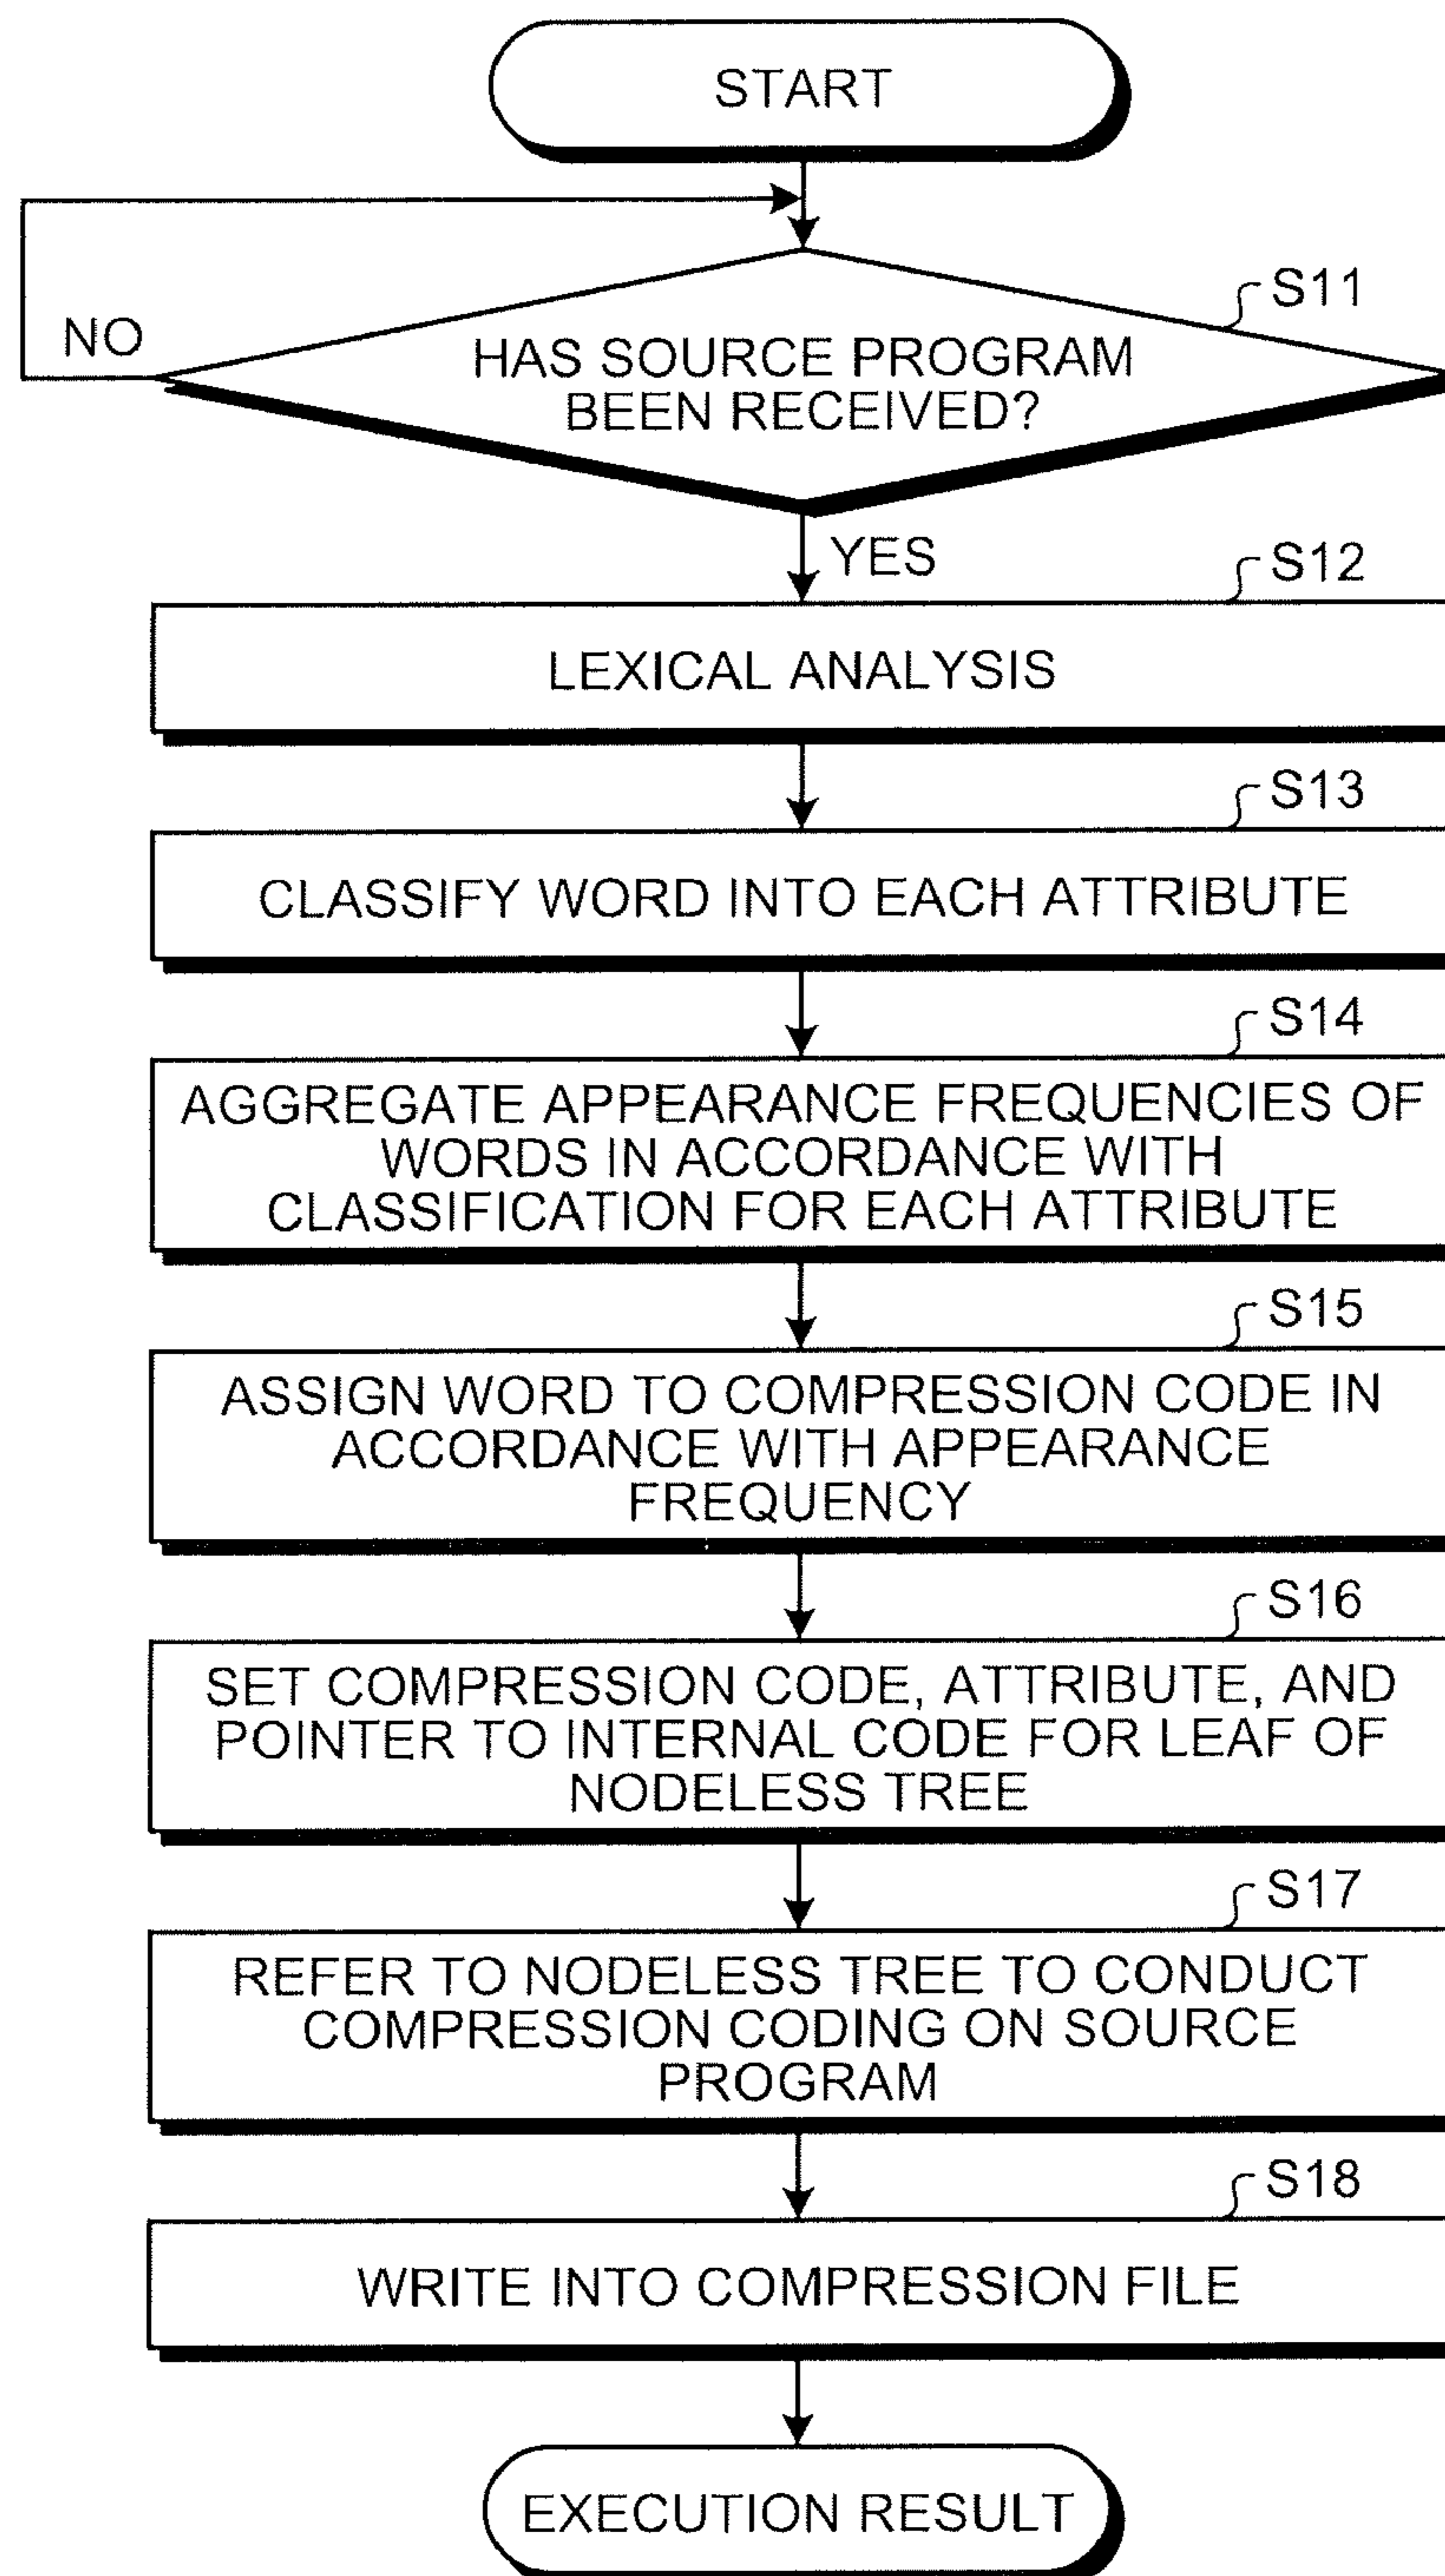 START
S11
NO
HAS SOURCE PROGRAM
BEEN RECEIVED?
YES
S12
LEXICAL ANALYSIS
S13
CLASSIFY WORD INTO EACH ATTRIBUTE
S14
AGGREGATE APPEARANCE FREQUENCIES OF
WORDS IN ACCORDANCE WITH
CLASSIFICATION FOR EACH ATTRIBUTE
S15
ASSIGN WORD TO COMPRESSION CODE IN
ACCORDANCE WITH APPEARANCE
FREQUENCY
S16
SET COMPRESSION CODE, ATTRIBUTE, AND
POINTER TO INTERNAL CODE FOR LEAF OF
NODELESS TREE
S17
REFER TO NODELESS TREE TO CONDUCT
COMPRESSION CODING ON SOURCE
PROGRAM
S18
WRITE INTO COMPRESSION FILE
EXECUTION RESULT